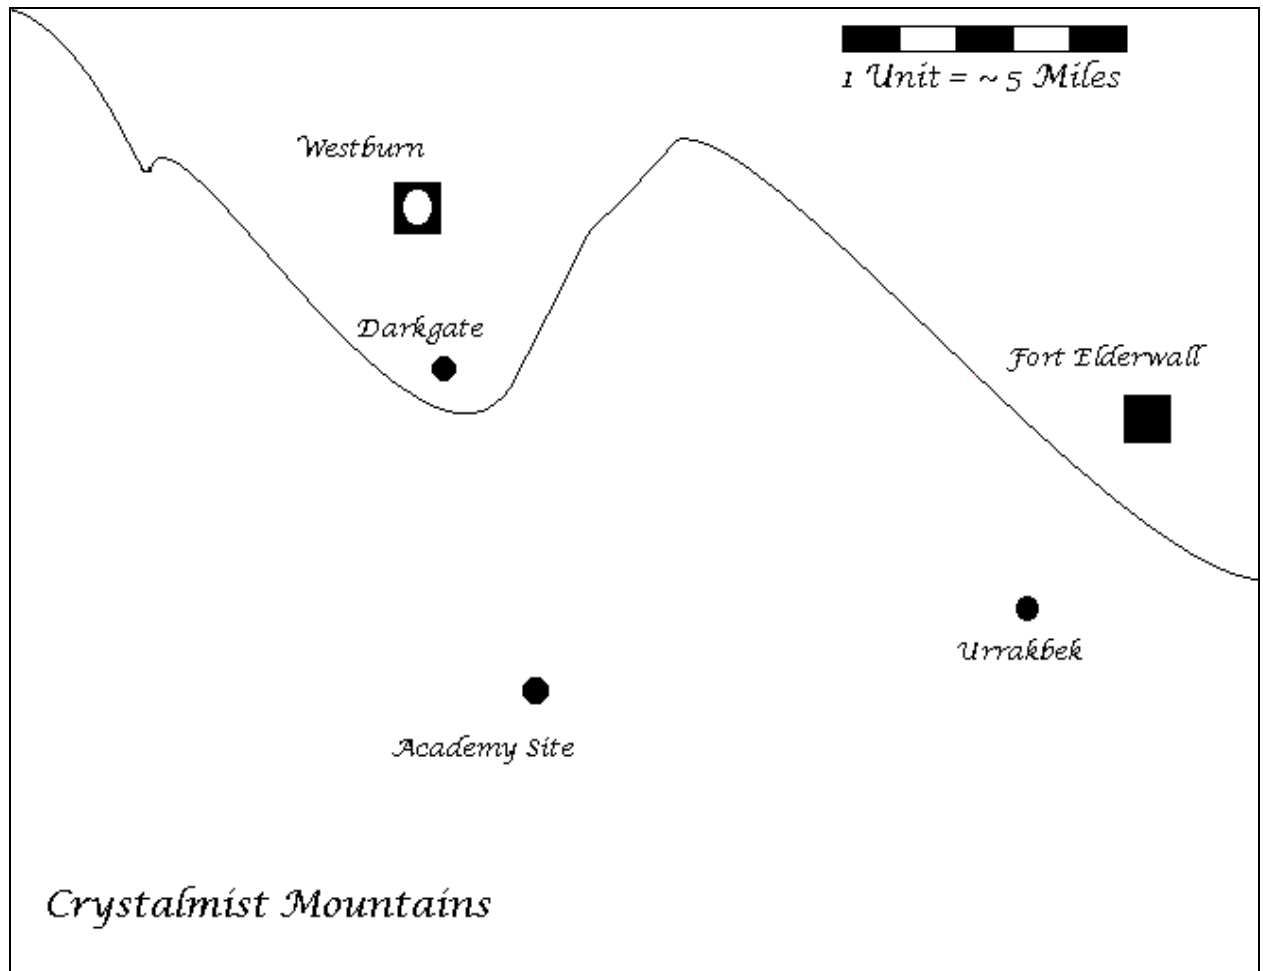 1 Unit = ~ 5 Miles
Westburn
Darkgate
Fort Elderwall
Urrakbek
Academy Site
Crystalmist Mountains